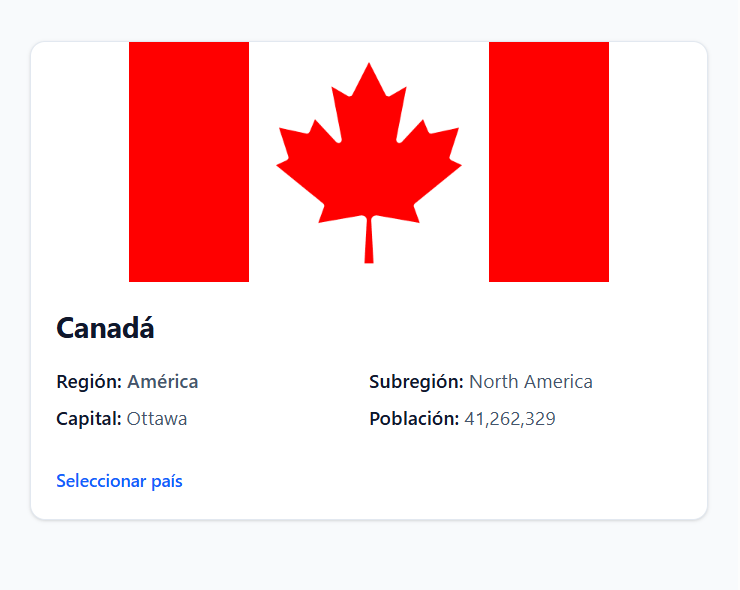 Canadá
Región: América Subregión: North America
Capital: Ottawa Población: 41,262,329
Seleccionar país